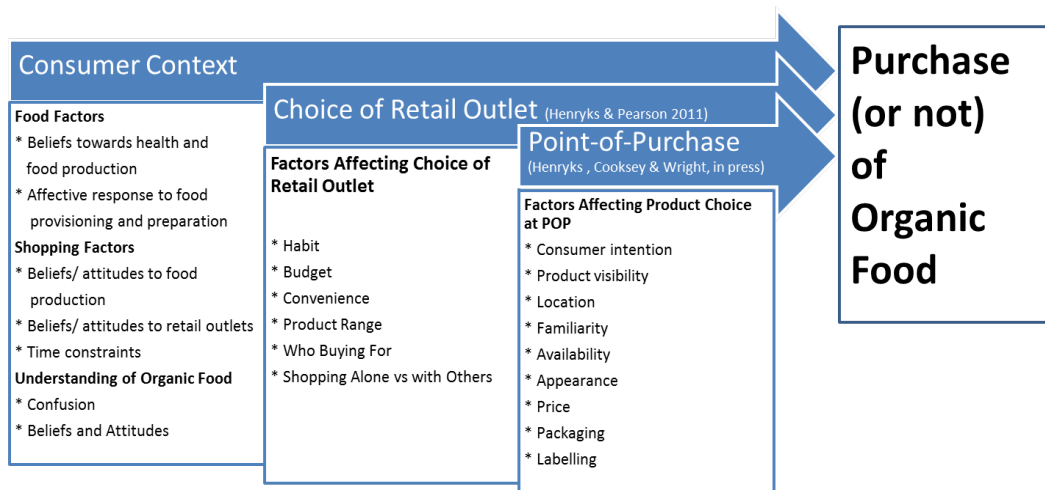 Consumer Context
Food Factors
* Beliefs towards health and
food production
* Affective response to food
provisioning and preparation
Shopping Factors
* Beliefs/ attitudes to food
production
* Beliefs/ attitudes to retail outlets
* Time constraints
Understanding of Organic Food
* Confusion
* Beliefs and Attitudes
Choice of Retail Outlet (Henryks & Pearson 2011)
Factors Affecting Choice of
Retail Outlet
* Habit
* Budget
* Convenience
* Product Range
* Who Buying For
* Shopping Alone vs with Others
Point-of-Purchase
(Henryks , Cooksey & Wright, in press)
Factors Affecting Product Choice
at POP
* Consumer intention
* Product visibility
* Location
* Familiarity
* Availability
* Appearance
* Price
* Packaging
* Labelling
Purchase
(or not)
of
Organic
Food